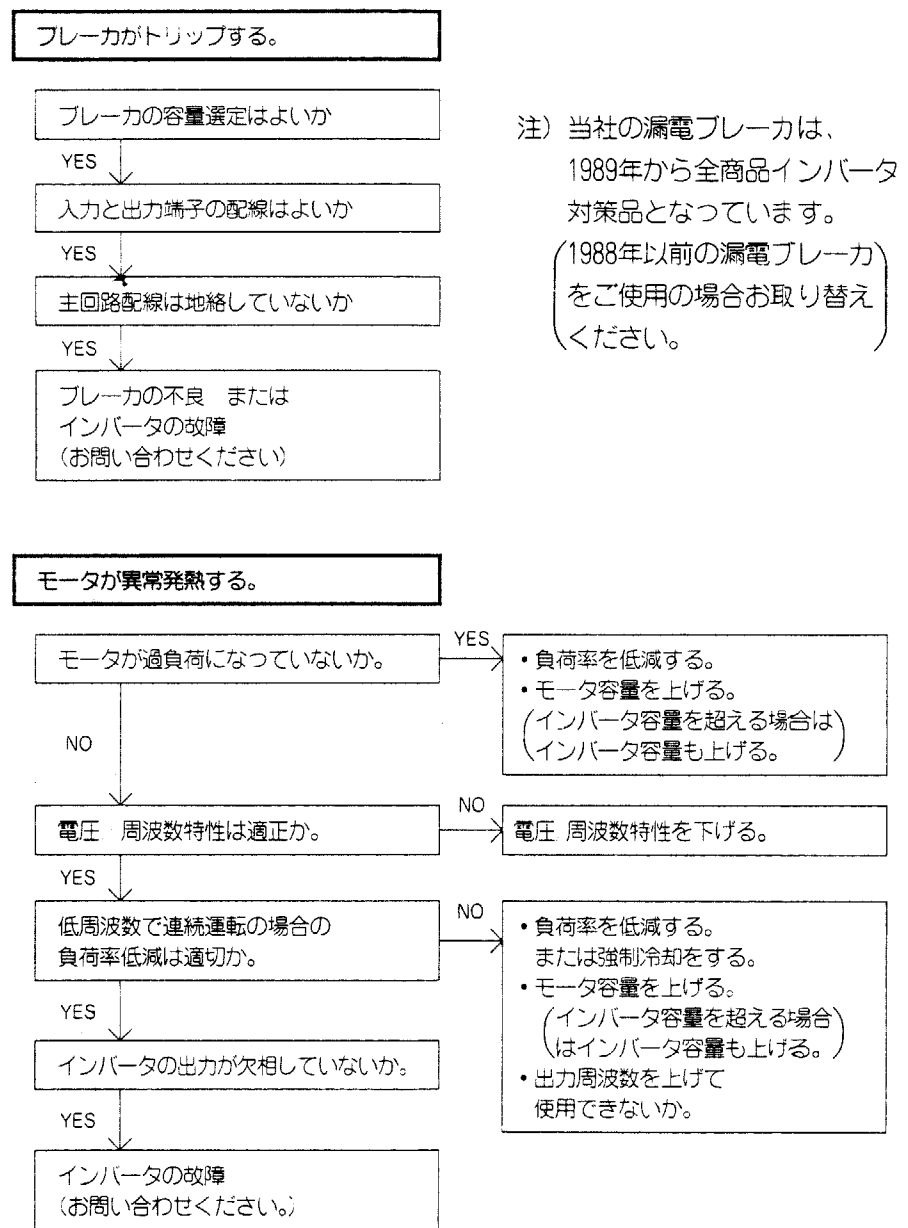 ブレーカがトリップする。
ブレーカの容量選定はよいか
YES
入力と出力端子の配線はよいか
YES
主回路配線は地絡していないか
YES
ブレーカの不良 または
インバータの故障
(お問い合わせください)
注) 当社の漏電ブレーカは、
1989年から全商品インバータ
対策品となっています。
(1988年以前の漏電ブレーカ
をご使用の場合お取り替え
ください。)
モータが異常発熱する。
モータが過負荷になっていないか。
YES
・負荷率を低減する。
・モータ容量を上げる。
(インバータ容量を超える場合は
インバータ容量も上げる。)
NO
電圧 周波数特性は適正か。
NO
電圧 周波数特性を下げる。
YES
低周波数で連続運転の場合の
負荷率低減は適切か。
NO
・負荷率を低減する。
または強制冷却をする。
・モータ容量を上げる。
(インバータ容量を超える場合
はインバータ容量も上げる。)
・出力周波数を上げて
使用できないか。
YES
インバータの出力が欠相していないか。
YES
インバータの故障
(お問い合わせください。)